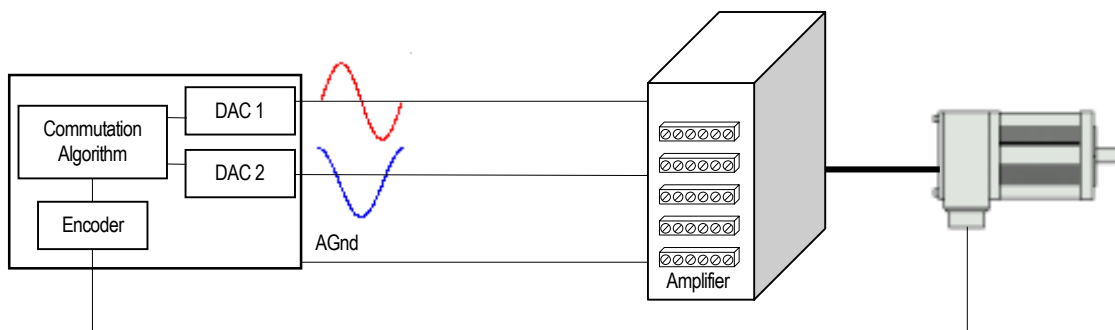 DAC 1
Commutation
Algorithm
DAC 2
Encoder
AGnd
Amplifier